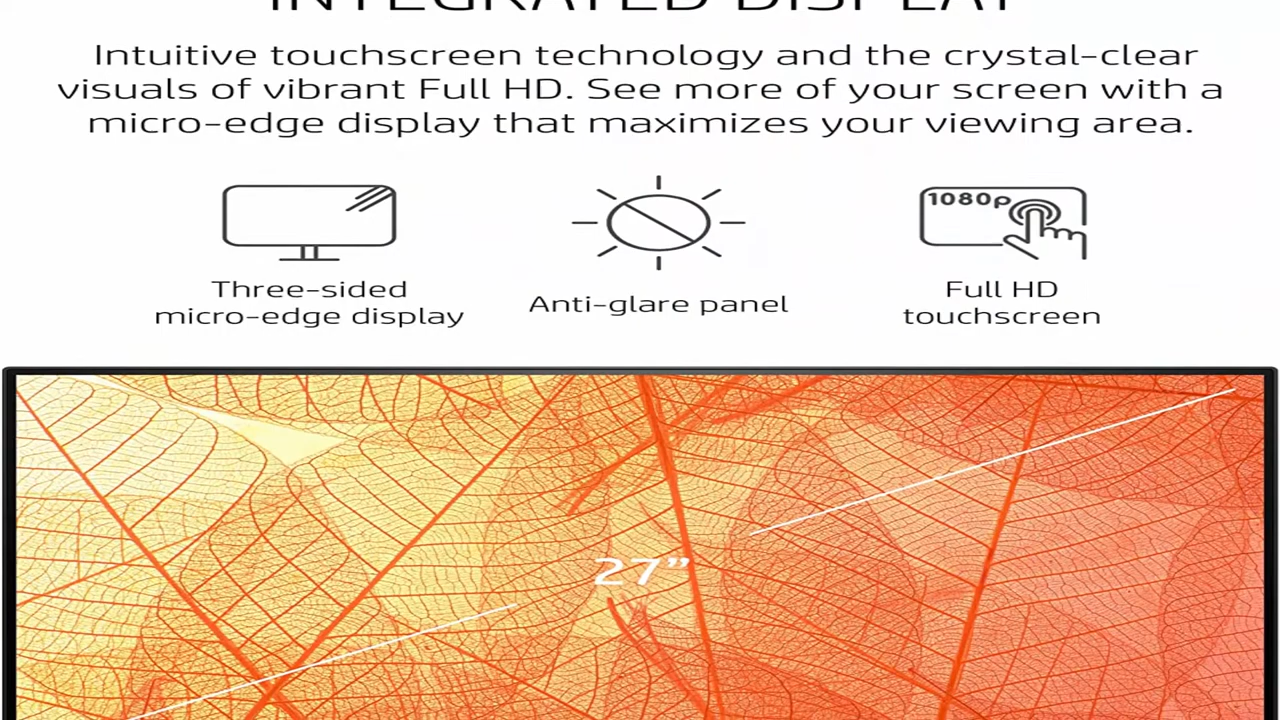 INTEGRATED DISPLAY
Intuitive touchscreen technology and the crystal-clear
visuals of vibrant Full HD. See more of your screen with a
micro-edge display that maximizes your viewing area.
1080p
Three-sided
micro-edge display
Anti-glare panel
Full HD
touchscreen
27”